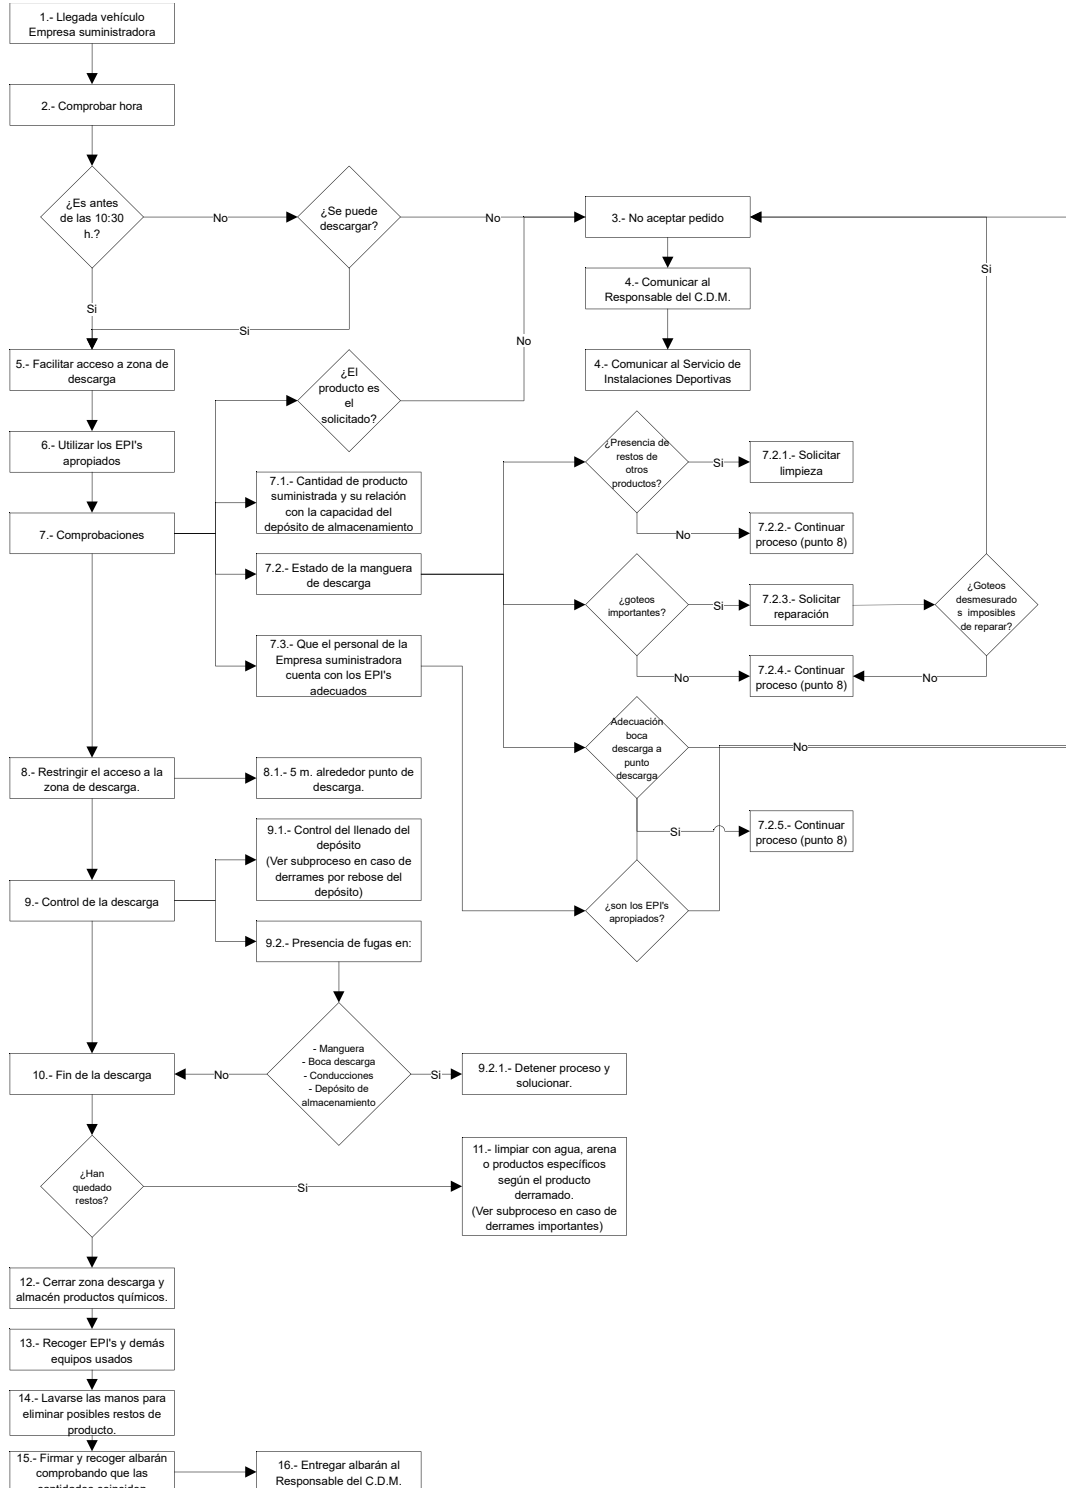 1.- Llegada vehículo
Empresa suministradora
2.- Comprobar hora
¿Es antes
de las 10:30
h.?
No
¿Se puede
descargar?
No
3.- No aceptar pedido
Si
4.- Comunicar al
Responsable del C.D.M.
Si
Si
No
5.- Facilitar acceso a zona de
descarga
4.- Comunicar al Servicio de
Instalaciones Deportivas
¿El
producto es
el
solicitado?
6.- Utilizar los EPI's
apropiados
¿Presencia de
restos de
otros
productos?
Si
7.2.1.- Solicitar
limpieza
7.1.- Cantidad de producto
suministrada y su relación
con la capacidad del
depósito de almacenamiento
7.- Comprobaciones
No
7.2.2.- Continuar
proceso (punto 8)
7.2.- Estado de la manguera
de descarga
¿goteos
importantes?
Si
7.2.3.- Solicitar
reparación
¿Goteos
desmesurado
s imposibles
de reparar?
7.3.- Que el personal de la
Empresa suministradora
cuenta con los EPI's
adecuados
No
7.2.4.- Continuar
proceso (punto 8)
No
Adecuación
boca
descarga a
punto
descarga
No
8.- Restringir el acceso a la
zona de descarga.
8.1.- 5 m. alrededor punto de
descarga.
9.1.- Control del llenado del
depósito
(Ver subproceso en caso de
derrames por rebose del
depósito)
Si
7.2.5.- Continuar
proceso (punto 8)
9.- Control de la descarga
¿son los EPI's
apropiados?
9.2.- Presencia de fugas en:
- Manguera
- Boca descarga
- Conducciones
- Depósito de
almacenamiento
10.- Fin de la descarga
No
Si
9.2.1.- Detener proceso y
solucionar.
¿Han
quedado
restos?
Si
11.- limpiar con agua, arena
o productos específicos
según el producto
derramado.
(Ver subproceso en caso de
derrames importantes)
12.- Cerrar zona descarga y
almacén productos químicos.
13.- Recoger EPI's y demás
equipos usados
14.- Lavarse las manos para
eliminar posibles restos de
producto.
15.- Firmar y recoger albarán
comprobando que las
16.- Entregar albarán al
Responsable del C.D.M.